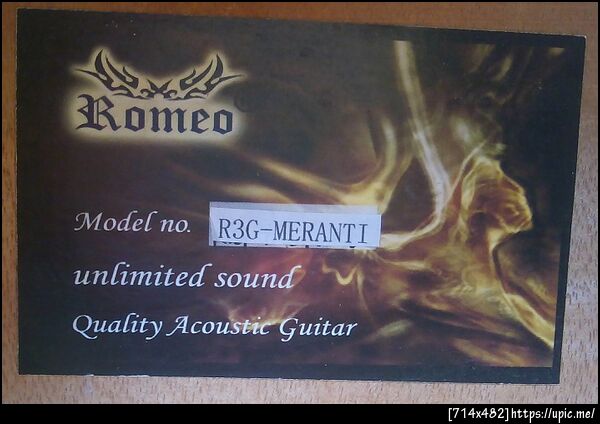 Romeo
Model no. R3G-MERANTI
unlimited sound
Quality Acoustic Guitar
[714x482]https://upic.me/